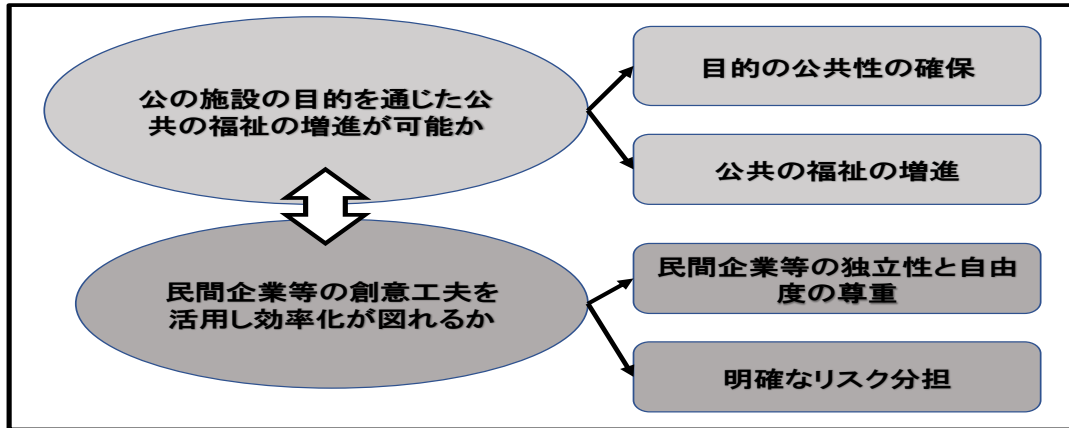 公の施設の目的を通じた公
共の福祉の増進が可能か
目的の公共性の確保
公共の福祉の増進
民間企業等の創意工夫を
活用し効率化が図れるか
民間企業等の独立性と自由
度の尊重
明確なリスク分担